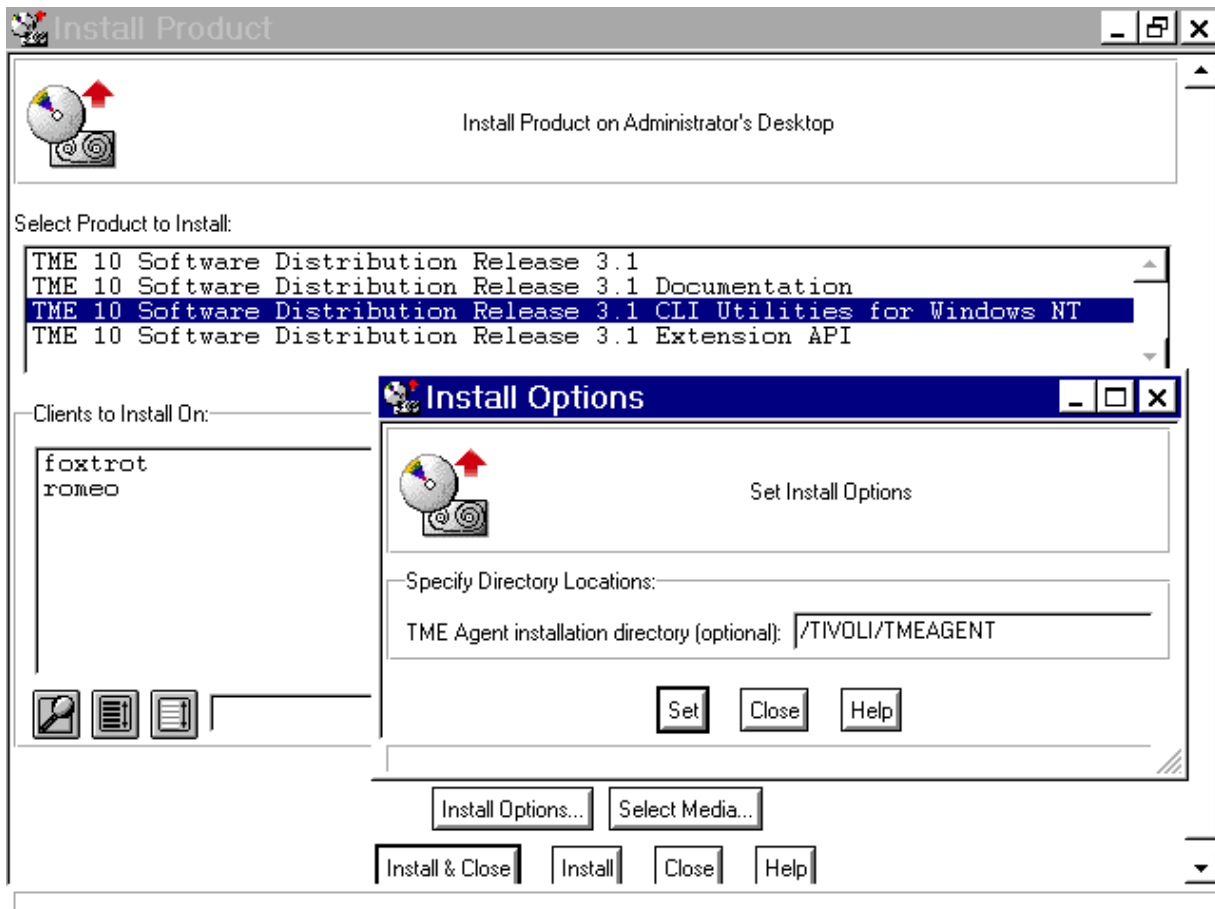 Install Product
Install Product on Administrator's Desktop
Select Product to Install:
TME 10 Software Distribution Release 3.1
TME 10 Software Distribution Release 3.1 Documentation
TME 10 Software Distribution Release 3.1 CLI Utilities for Windows NT
TME 10 Software Distribution Release 3.1 Extension API
Clients to Install On:
foxtrot
romeo
Install Options
Set Install Options
Specify Directory Locations:
TME Agent installation directory (optional): /TIVOLI/TMEAGENT
Set Close Help
Install Options... Select Media...
Install & Close Install Close Help